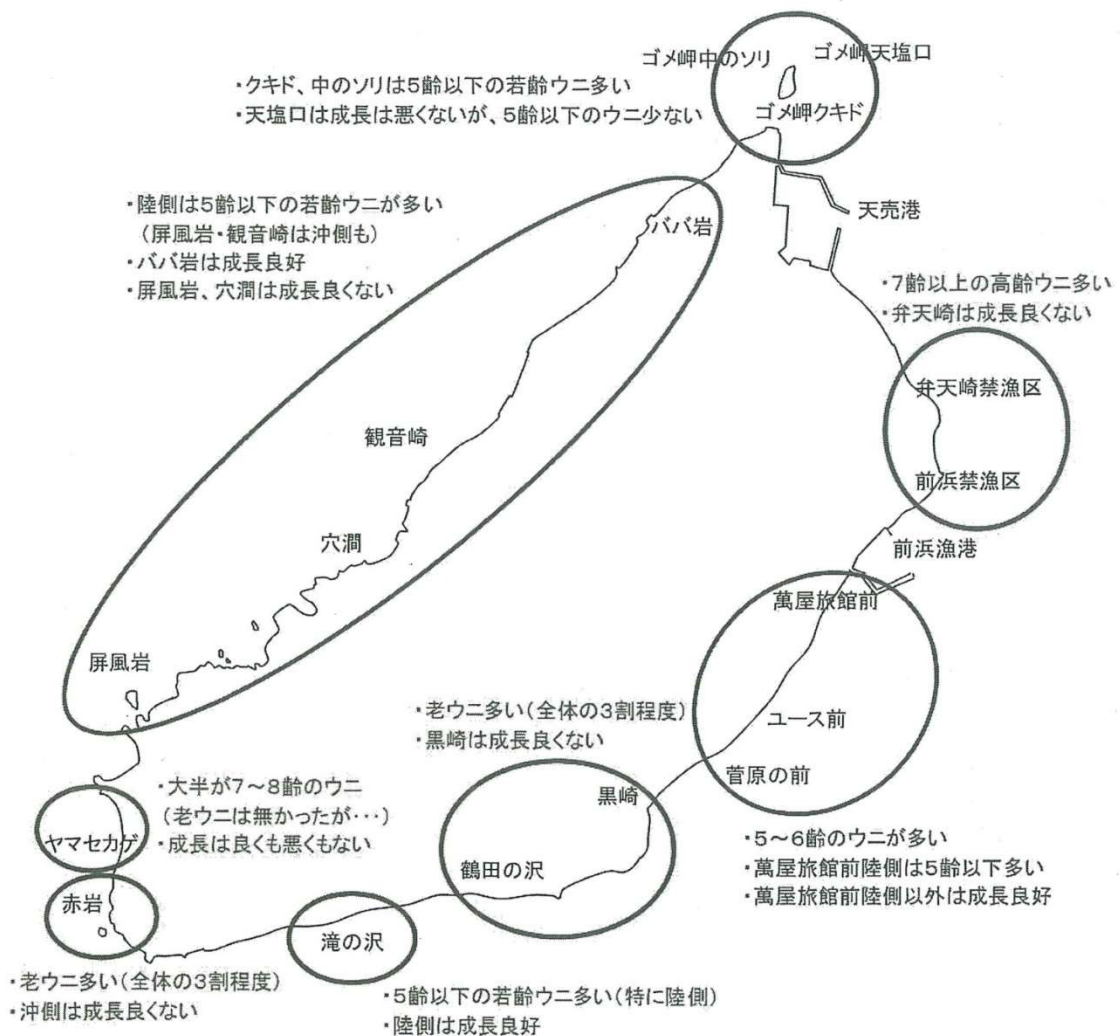 ゴメ岬中のソリ
ゴメ岬天塩口
ゴメ岬クキド
・クキド、中のソリは5齢以下の若齢ウニ多い
・天塩口は成長は悪くないが、5齢以下のウニ少ない
天売港
・陸側は5齢以下の若齢ウニが多い
(屏風岩・観音崎は沖側も)
・ババ岩は成長良好
・屏風岩、穴澗は成長良くない
ババ岩
観音崎
穴澗
屏風岩
・7齢以上の高齢ウニ多い
・弁天崎は成長良くない
弁天崎禁漁区
前浜禁漁区
前浜漁港
萬屋旅館前
ユース前
菅原の前
・5~6齢のウニが多い
・萬屋旅館前陸側は5齢以下多い
・萬屋旅館前陸側以外は成長良好
・老ウニ多い(全体の3割程度)
・黒崎は成長良くない
黒崎
鶴田の沢
・大半が7~8齢のウニ
(老ウニは無かったが・・・)
・成長は良くも悪くもない
ヤマセカゲ
赤岩
・老ウニ多い(全体の3割程度)
・沖側は成長良くない
滝の沢
・5齢以下の若齢ウニ多い(特に陸側)
・陸側は成長良好